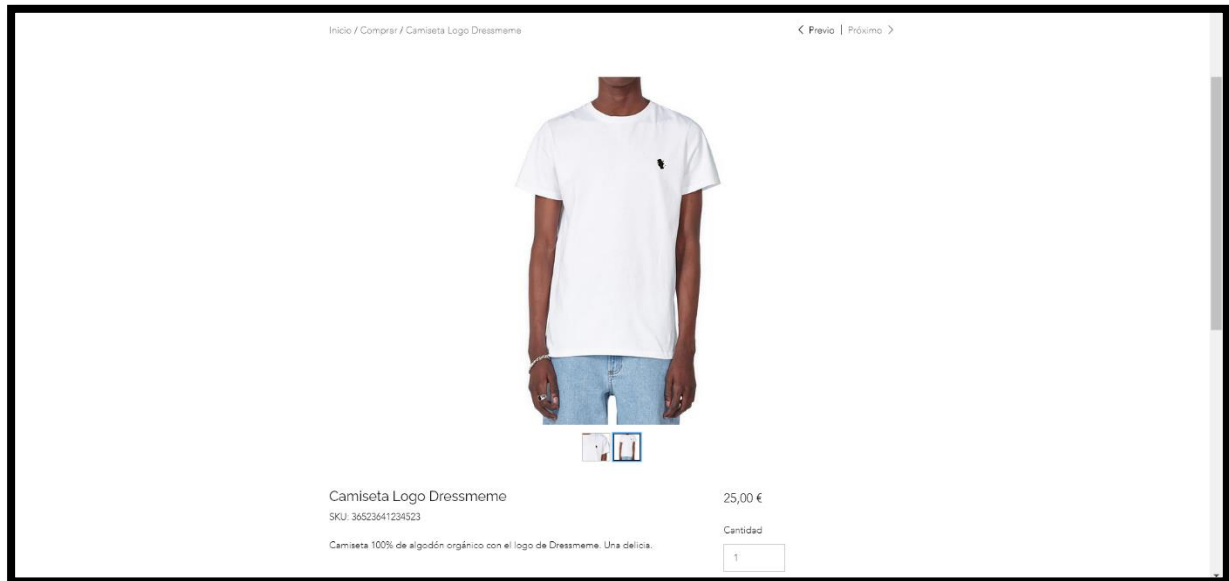 Inicio / Comprar / Camiseta Logo Dressmeme
Previo | Próximo
Camiseta Logo Dressmeme
25,00 €
SKU: 36523641234523
Cantidad
Camiseta 100% de algodón orgánico con el logo de Dressmeme. Una delicia.
1